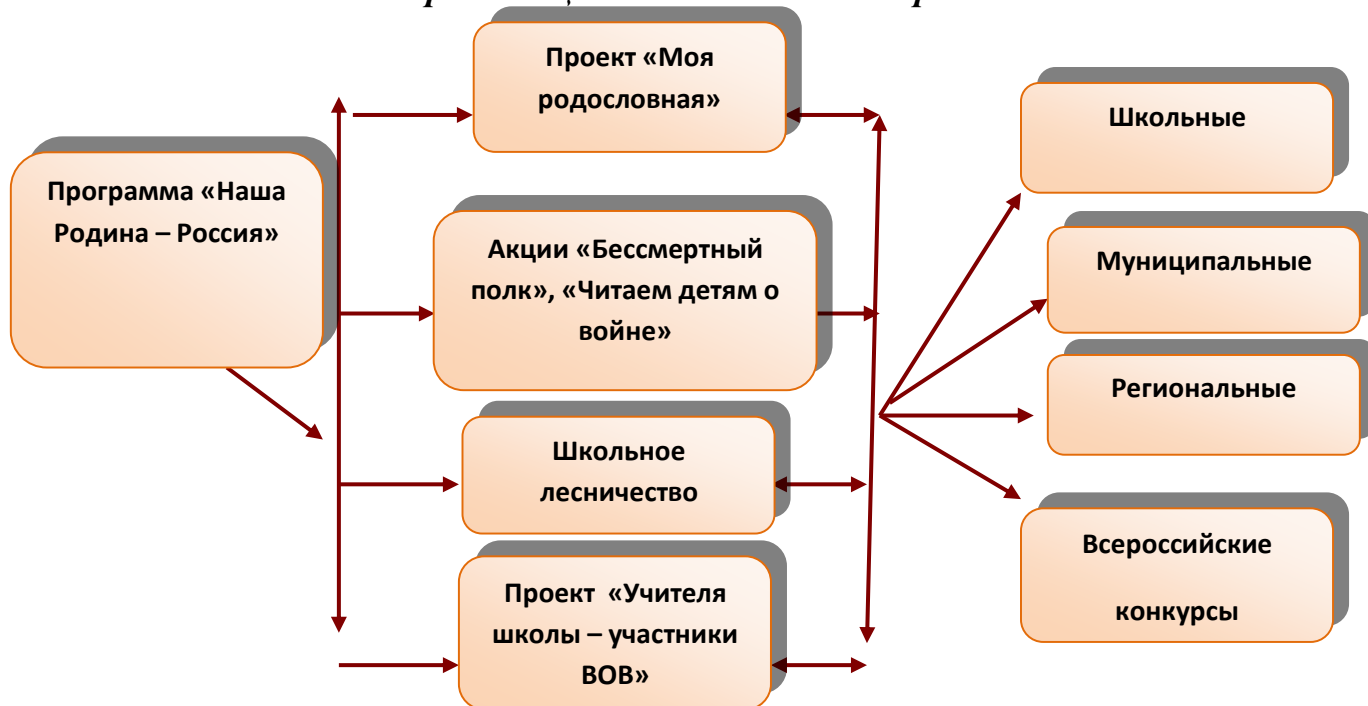 Проект «Моя
родословная»
Школьные
Программа «Наша
Родина – Россия»
Акции «Бессмертный
полк», «Читаем детям о
войне»
Муниципальные
Региональные
Школьное
лесничество
Всероссийские
конкурсы
Проект «Учителя
школы – участники
ВОВ»